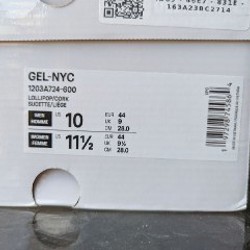 163A23BC2714
GEL-NYC
1203A724-600
LOLLIPOP/CORK
SUCETTE/LIÈGE
MEN HOMME US 10 EUR 44 UK 9 CM 28.0
WOMEN FEMME US 11½ EUR 44 UK 9½ CM 28.0